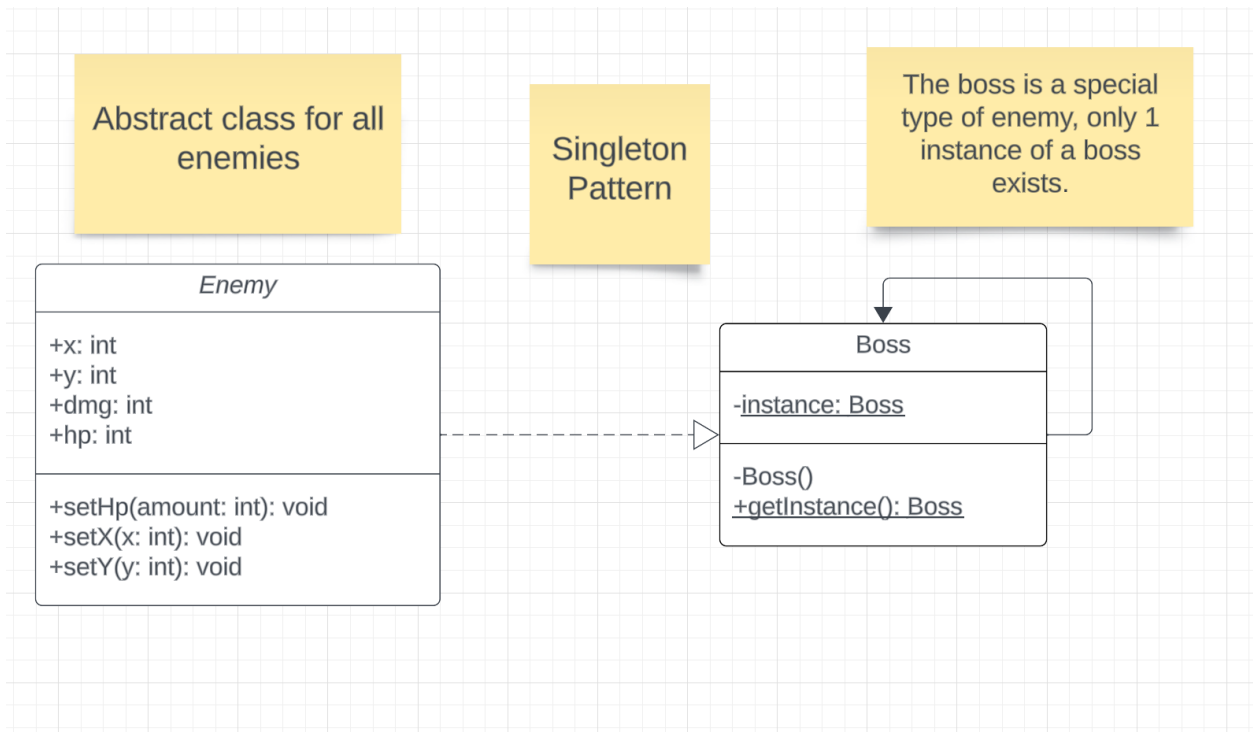 Abstract class for all
enemies
Singleton
Pattern
The boss is a special
type of enemy, only 1
instance of a boss
exists.
Enemy
+x: int
+y: int
+dmg: int
+hp: int
+setHp(amount: int): void
+setX(x: int): void
+setY(y: int): void
Boss
-instance: Boss
-Boss()
+getInstance(): Boss